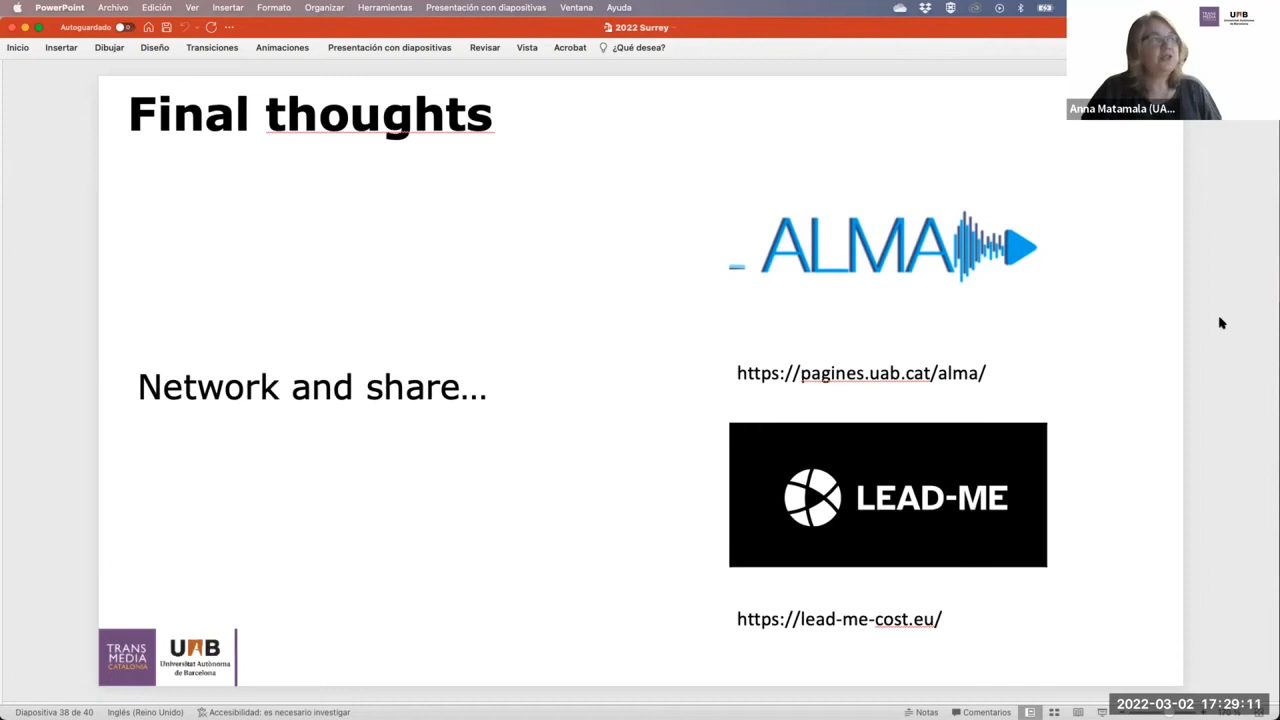 PowerPoint Archivo Edición Ver Insertar Formato Organizar Herramientas Presentación con diapositivas Ventana Ayuda
Autoguardado 2022 Surrey
Inicio Insertar Dibujar Diseño Transiciones Animaciones Presentación con diapositivas Revisar Vista Acrobat ¿Qué desea?
Anna Matamala (UA...
Final thoughts
_ ALMA
Network and share...
https://pagines.uab.cat/alma/
LEAD-ME
https://lead-me-cost.eu/
TRANS
MEDIA
CATALONIA
UAB
Universitat Autònoma
de Barcelona
Diapositiva 38 de 40 Inglés (Reino Unido) Accesibilidad: es necesario investigar Notas Comentarios
2022-03-02 17:29:11